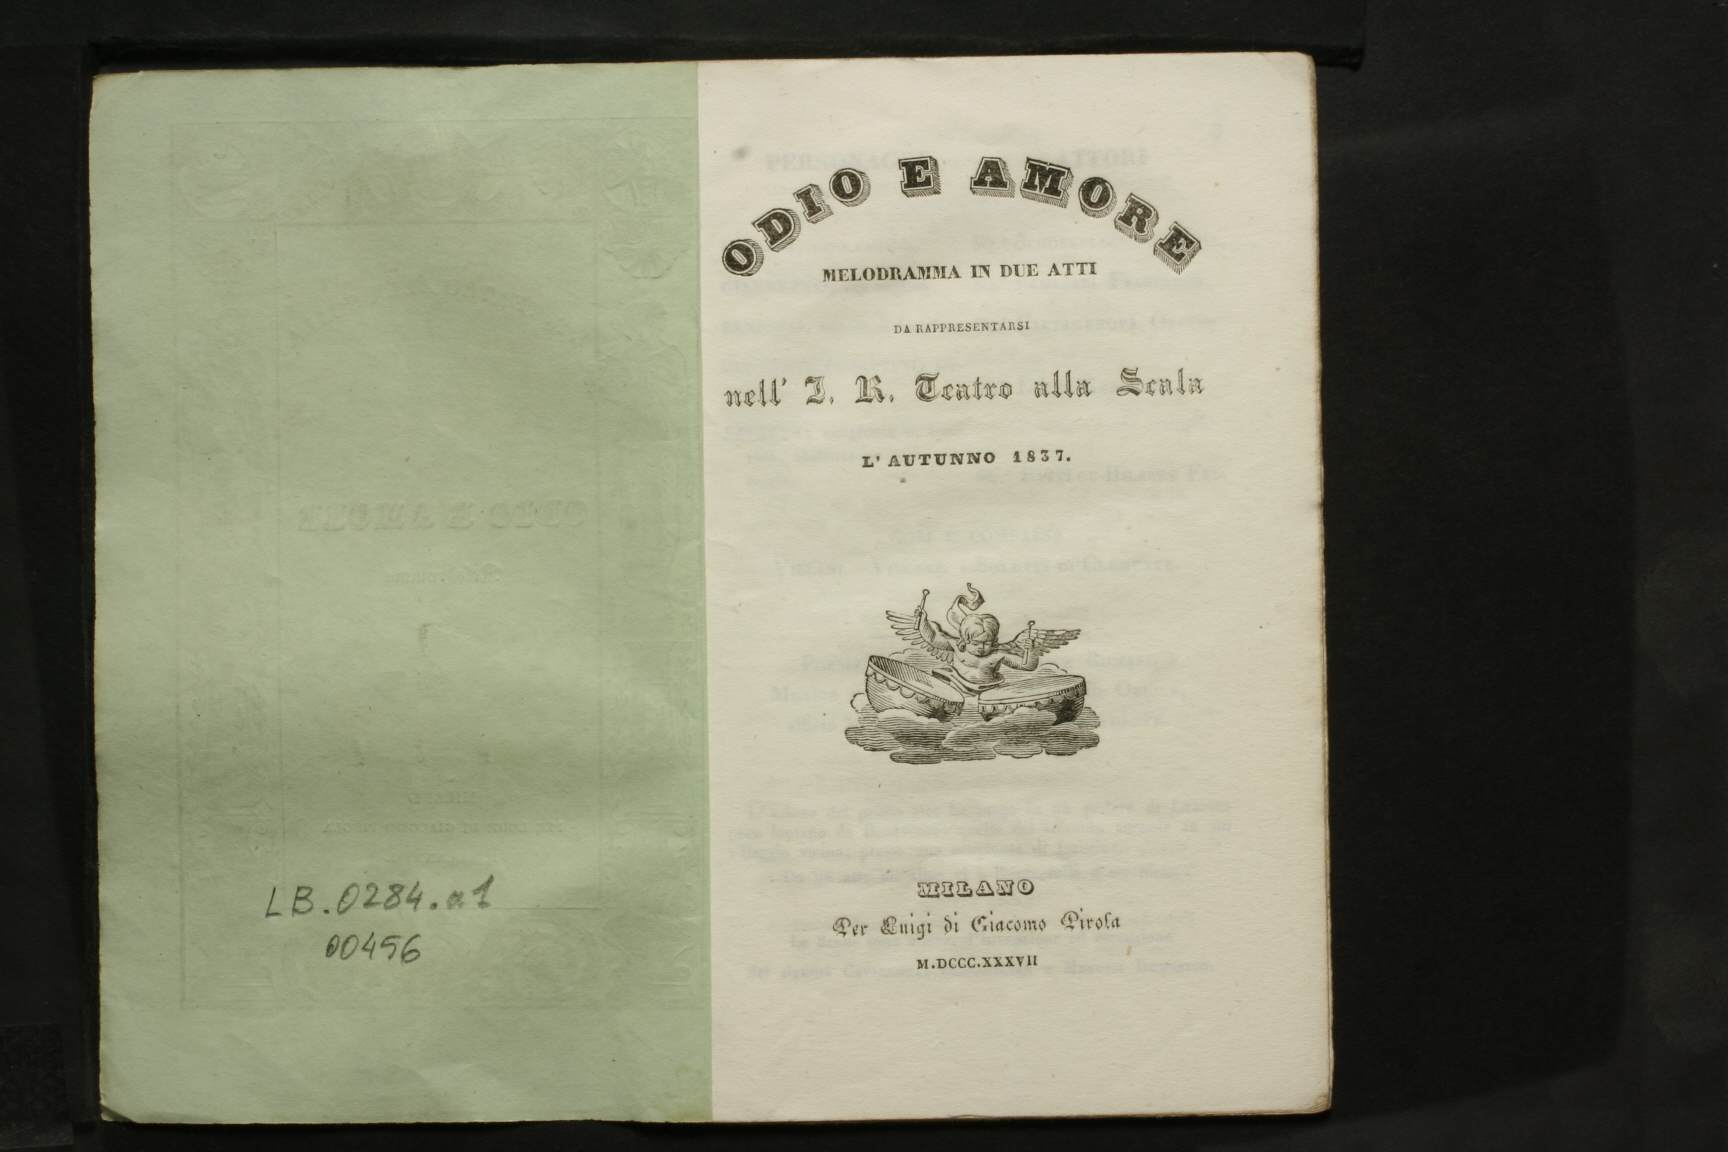 LB.0284.a1
00456
ODIO E AMORE
MELODRAMMA IN DUE ATTI
DA RAPPRESENTARSI
nell' I. R. Teatro alla Scala
L' AUTUNNO 1837.
MILANO
Per Luigi di Giacomo Pirola
M.DCCC.XXXVII